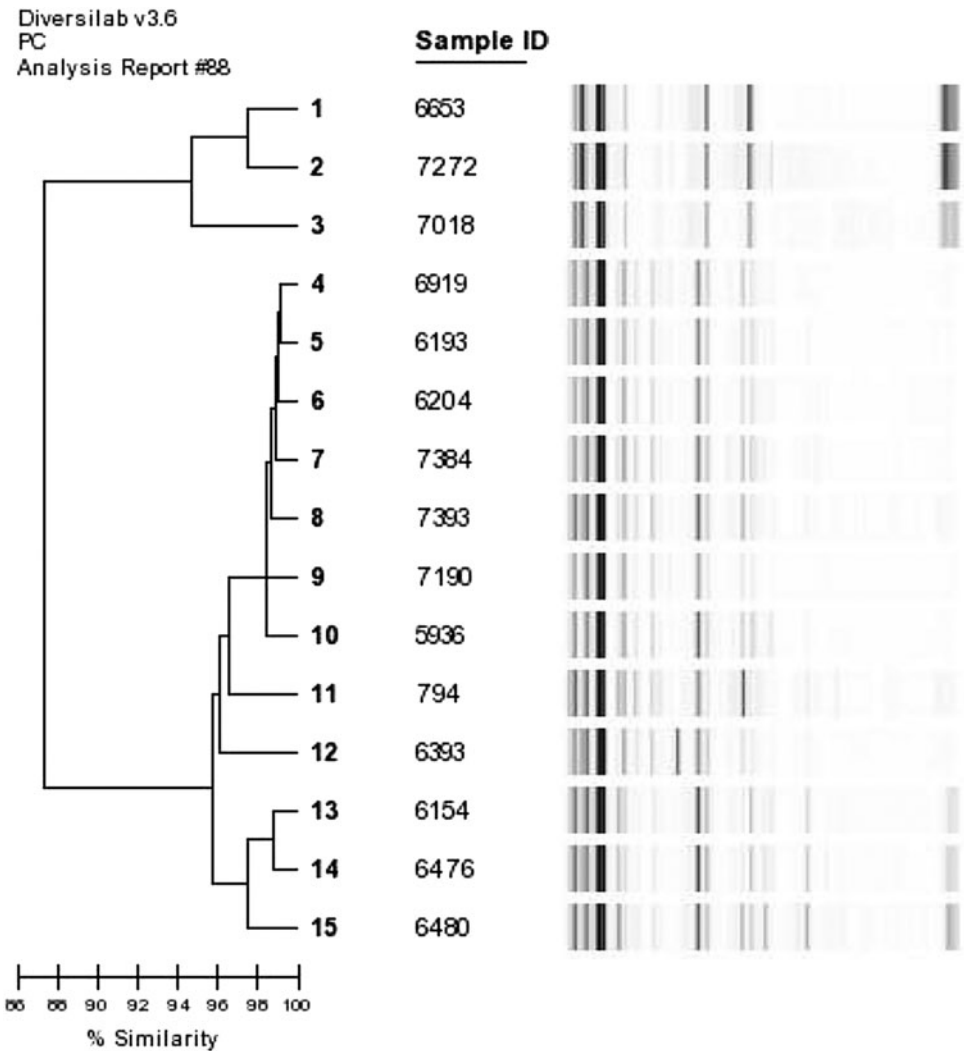 Diversilab v3.6
PC
Analysis Report #88
Sample ID
1 6653
2 7272
3 7018
4 6919
5 6193
6 6204
7 7384
8 7393
9 7190
10 5936
11 794
12 6393
13 6154
14 6476
15 6480
86 88 90 92 94 96 98 100
% Similarity